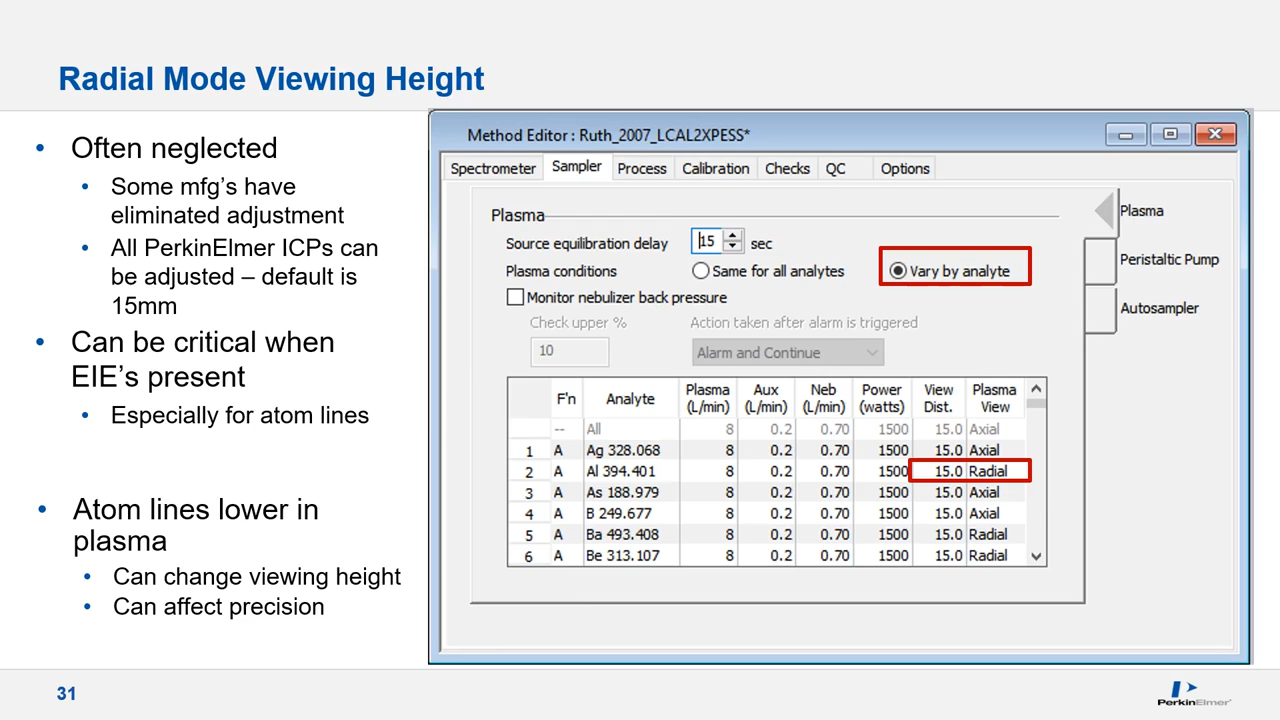 Radial Mode Viewing Height
• Often neglected
• Some mfg's have
eliminated adjustment
• All PerkinElmer ICPs can
be adjusted – default is
15mm
• Can be critical when
EIE's present
• Especially for atom lines
• Atom lines lower in
plasma
• Can change viewing height
• Can affect precision
Method Editor : Ruth_2007_LCAL2XPESS*
Spectrometer Sampler Process Calibration Checks QC Options
Plasma
Source equilibration delay 15 sec
Plasma conditions Same for all analytes Vary by analyte
Monitor nebulizer back pressure
Check upper % Action taken after alarm is triggered
10 Alarm and Continue
F'n Analyte Plasma (L/min) Aux (L/min) Neb (L/min) Power (watts) View Dist. Plasma View
-- All 8 0.2 0.70 1500 15.0 Axial
1 A Ag 328.068 8 0.2 0.70 1500 15.0 Axial
2 A Al 394.401 8 0.2 0.70 1500 15.0 Radial
3 A As 188.979 8 0.2 0.70 1500 15.0 Axial
4 A B 249.677 8 0.2 0.70 1500 15.0 Axial
5 A Ba 493.408 8 0.2 0.70 1500 15.0 Radial
6 A Be 313.107 8 0.2 0.70 1500 15.0 Radial
Plasma
Peristaltic Pump
Autosampler
31
PerkinElmer